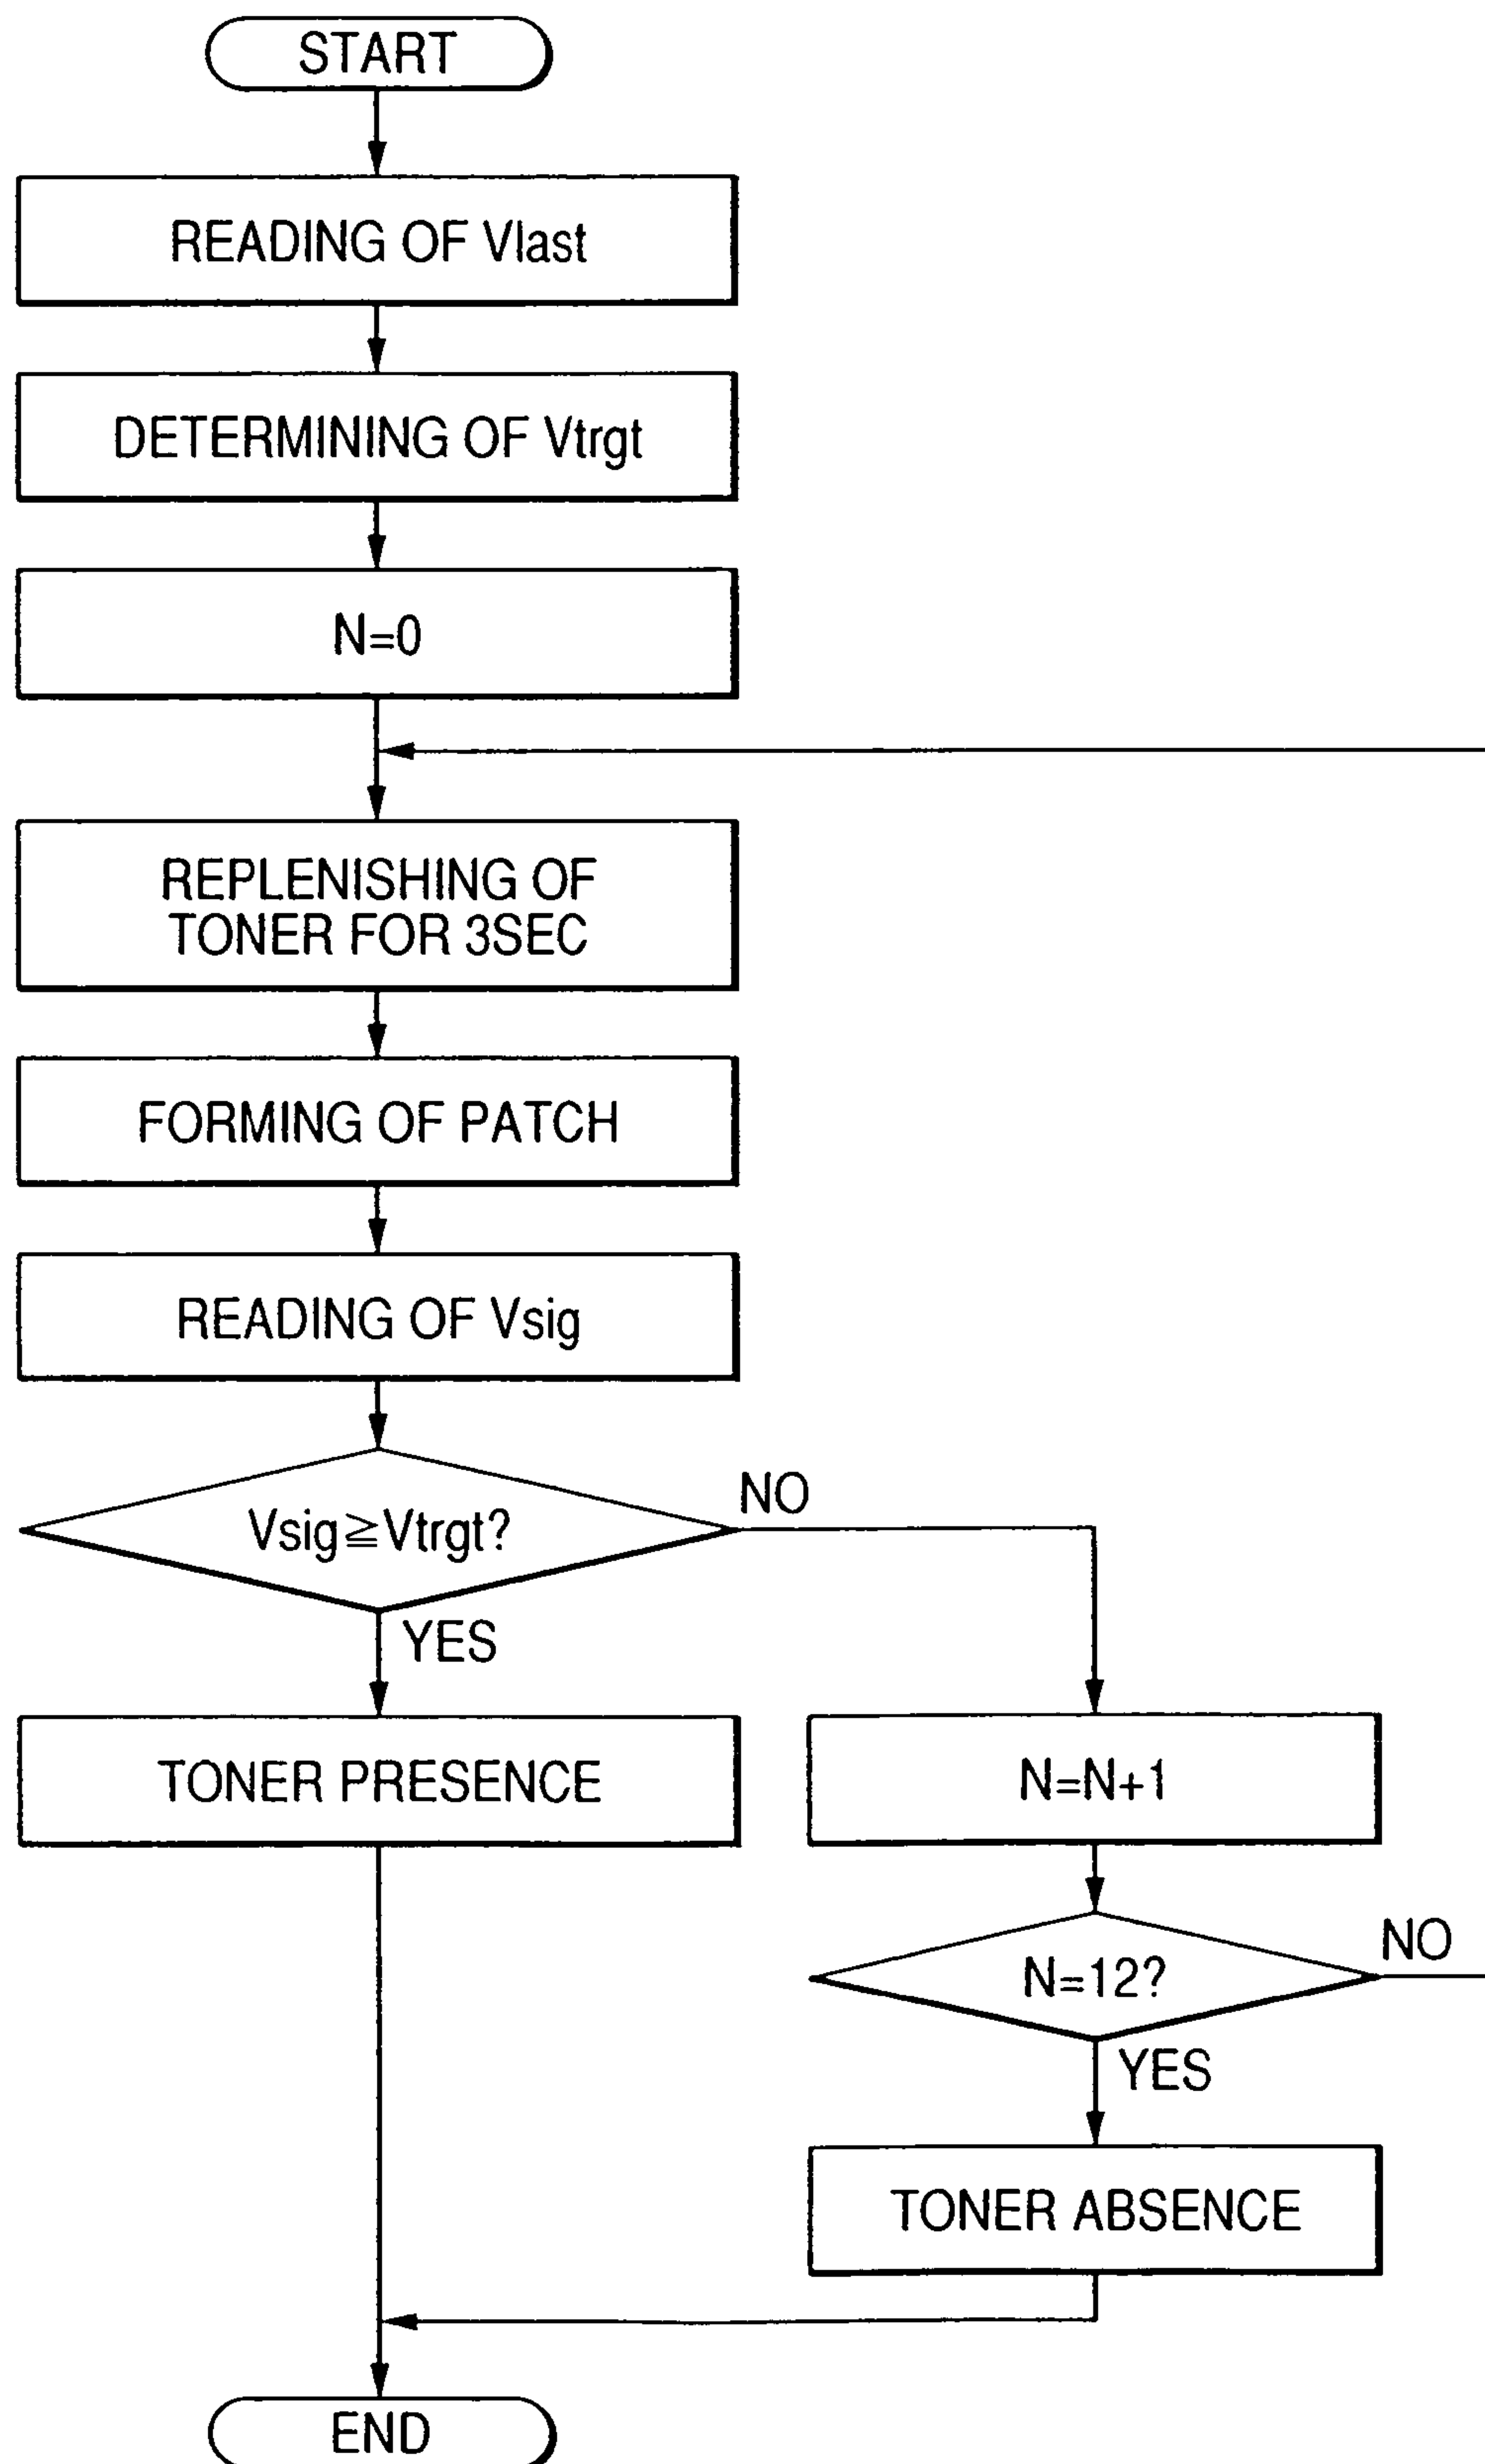 START
READING OF Vlast
DETERMINING OF Vtrgt
N=0
REPLENISHING OF
TONER FOR 3SEC
FORMING OF PATCH
READING OF Vsig
Vsig≧Vtrgt?
NO
YES
TONER PRESENCE
N=N+1
N=12?
NO
YES
TONER ABSENCE
END